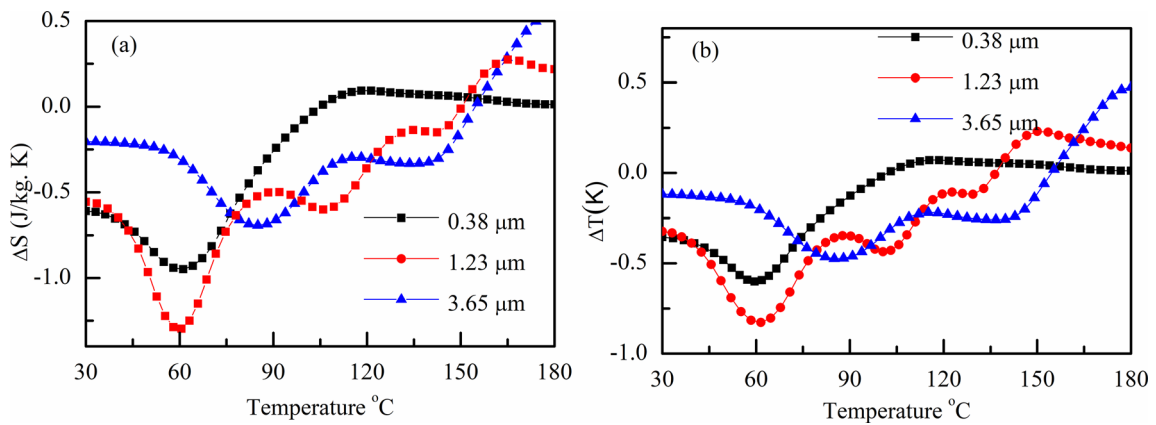 (a)
ΔS (J/kg. K)
0.5
0.0
-0.5
-1.0
0.38 μm
1.23 μm
3.65 μm
30 60 90 120 150 180
Temperature °C
(b)
ΔT(K)
0.5
0.0
-0.5
-1.0
0.38 μm
1.23 μm
3.65 μm
30 60 90 120 150 180
Temperature °C